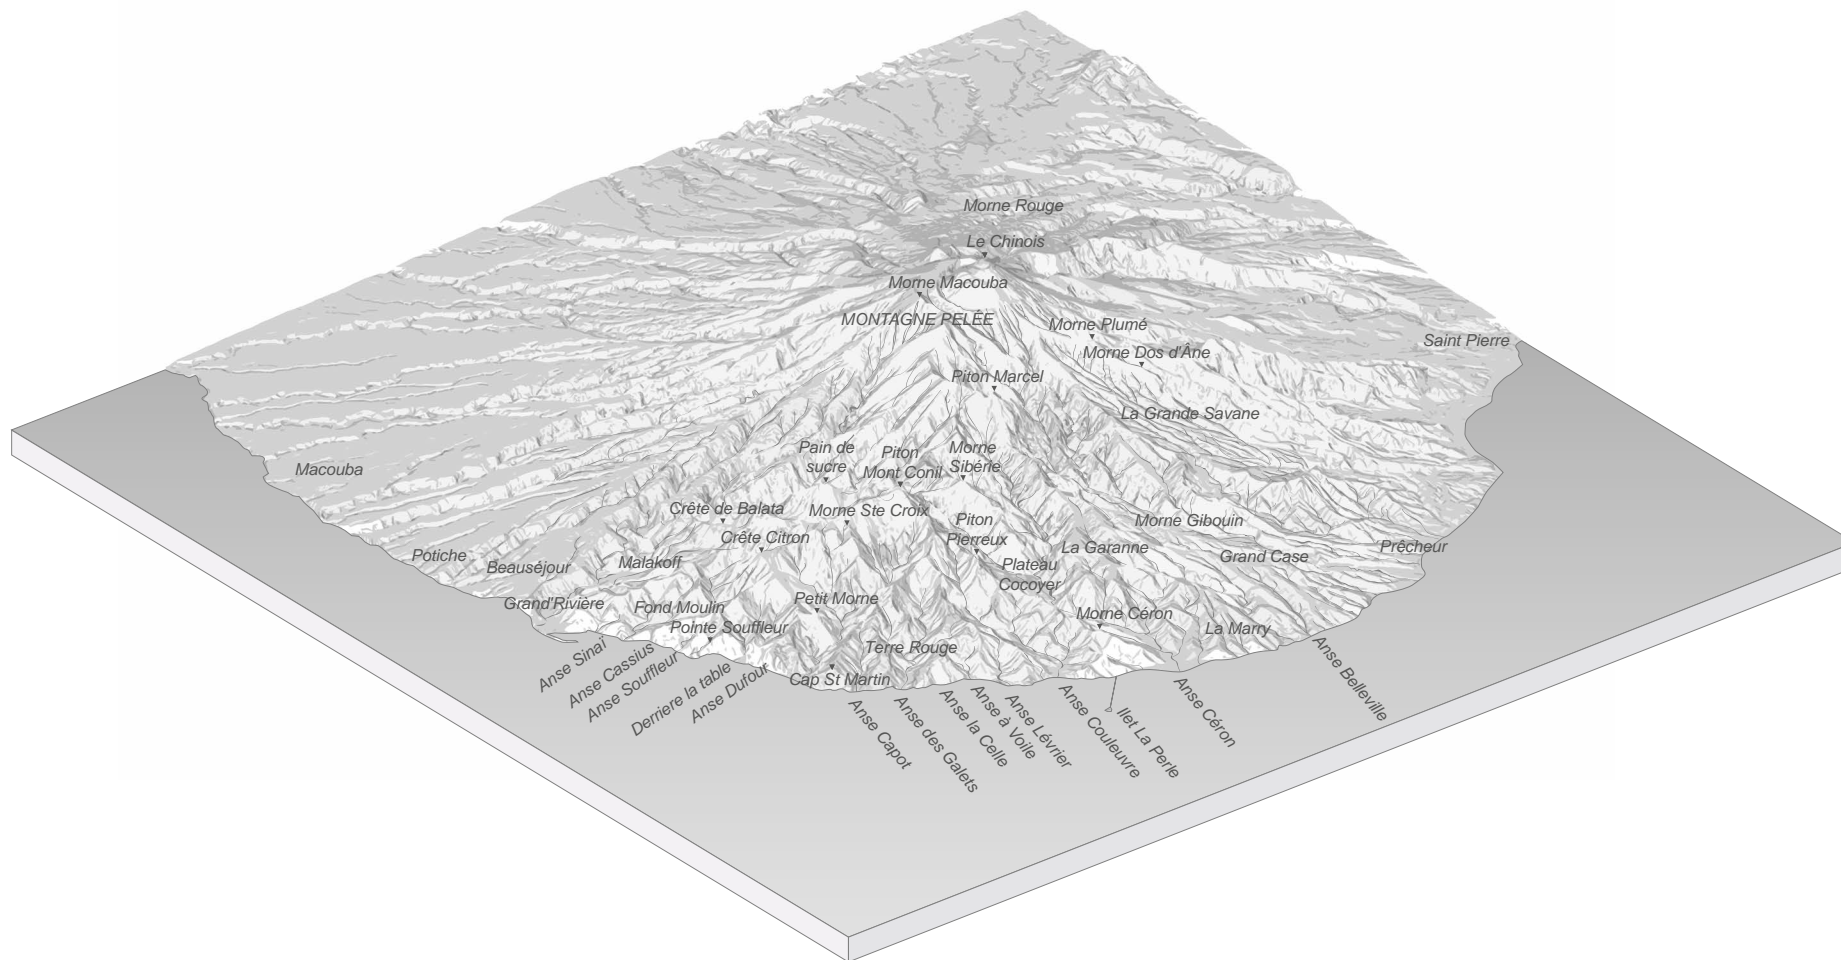 Morne Rouge
Le Chinois
Morne Macouba
MONTAGNE PELÉE
Morne Plumé
Saint Pierre
Morne Dos d'Âne
Piton Marcel
La Grande Savane
Pain de
sucre
Piton
Mont Conil
Morne
Sibérie
Macouba
Crête de Balata
Morne Ste Croix
Piton
Pierreux
Morne Gibouin
Crête Citron
La Garanne
Prêcheur
Potiche
Beauséjour
Malakoff
Plateau
Cocoyer
Grand Case
Grand'Rivière
Fond Moulin
Petit Morne
Morne Céron
Pointe Souffleur
La Marry
Terre Rouge
Cap St Martin
Anse Sinaï
Anse Cassius
Anse Souffleur
Derriere la table
Anse Dufour
Anse Capot
Anse des Galets
Anse la Celle
Anse à Voile
Anse Lévrier
Anse Couleuvre
Ilet La Perle
Anse Céron
Anse Belleville